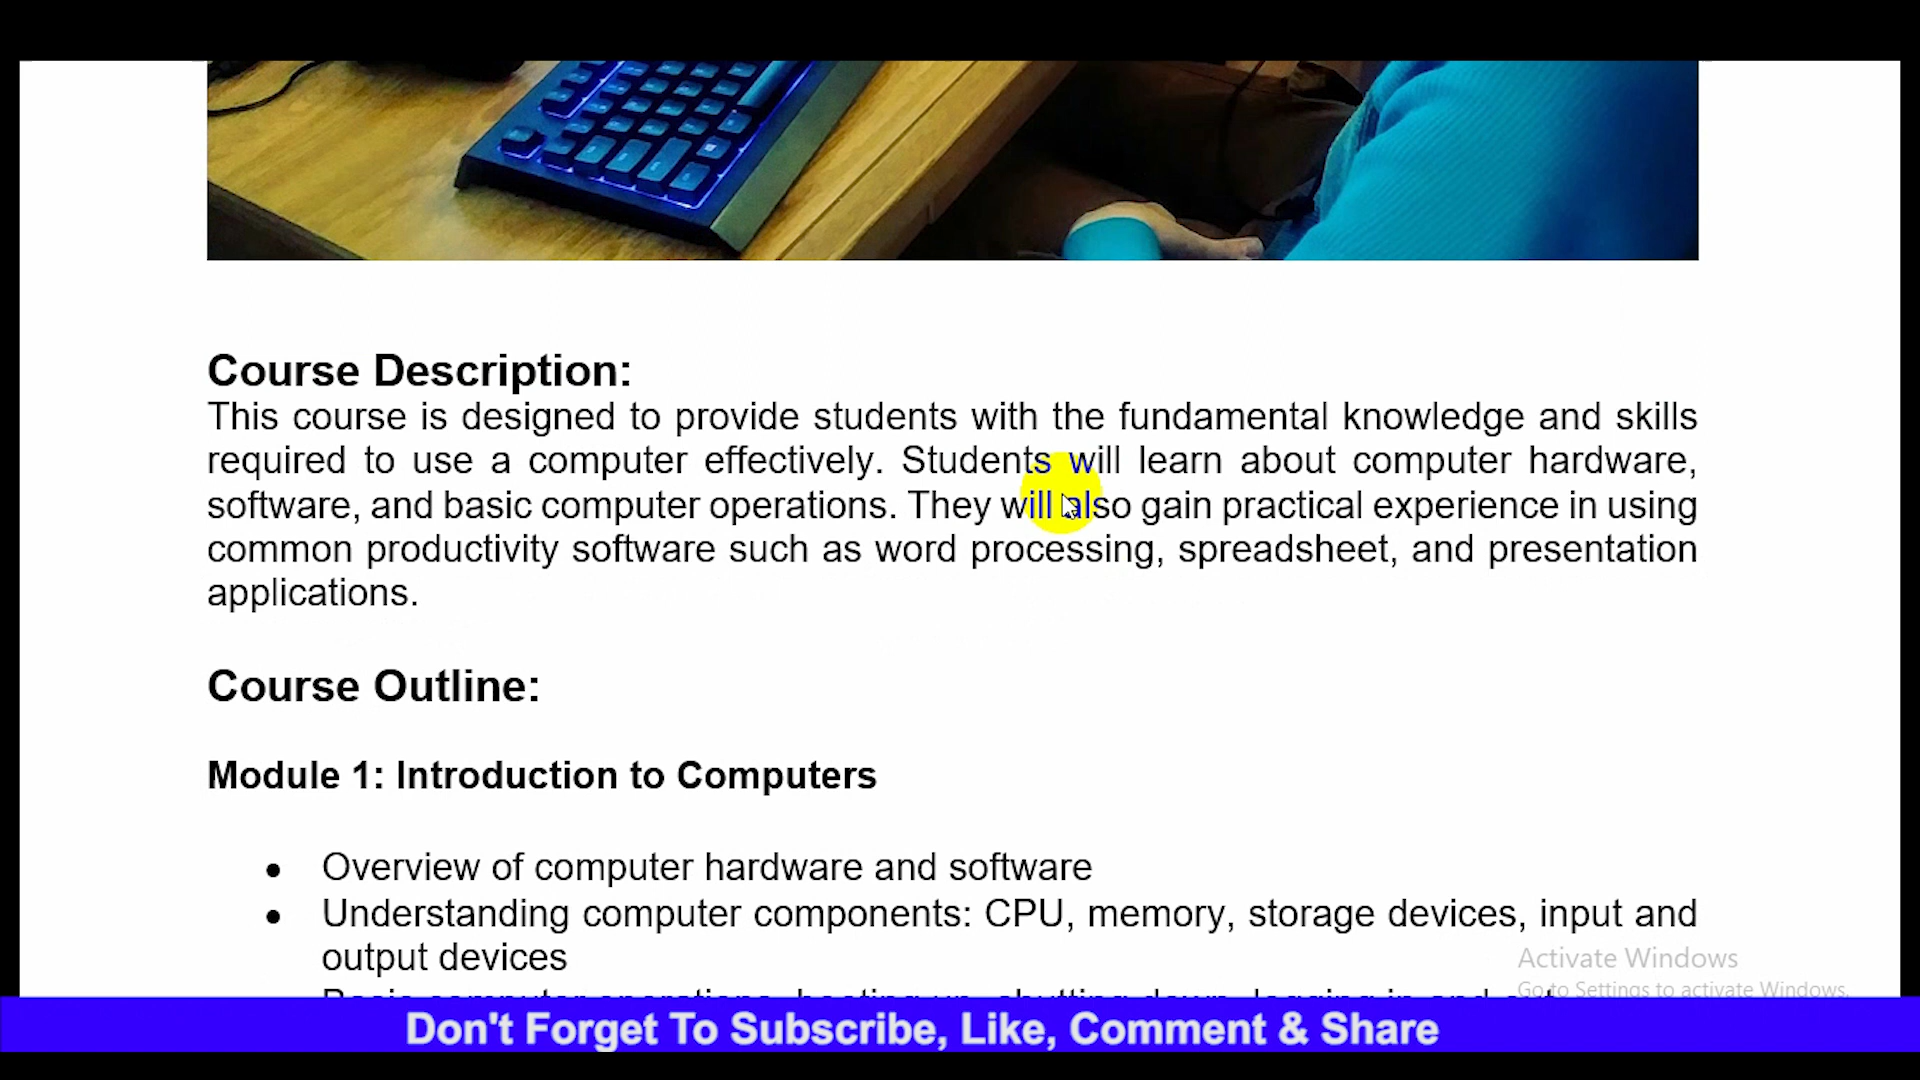 Course Description:
This course is designed to provide students with the fundamental knowledge and skills
required to use a computer effectively. Students will learn about computer hardware,
software, and basic computer operations. They will also gain practical experience in using
common productivity software such as word processing, spreadsheet, and presentation
applications.
Course Outline:
Module 1: Introduction to Computers
• Overview of computer hardware and software
• Understanding computer components: CPU, memory, storage devices, input and
output devices
Activate Windows
Go to Settings to activate Windows.
Don't Forget To Subscribe, Like, Comment & Share